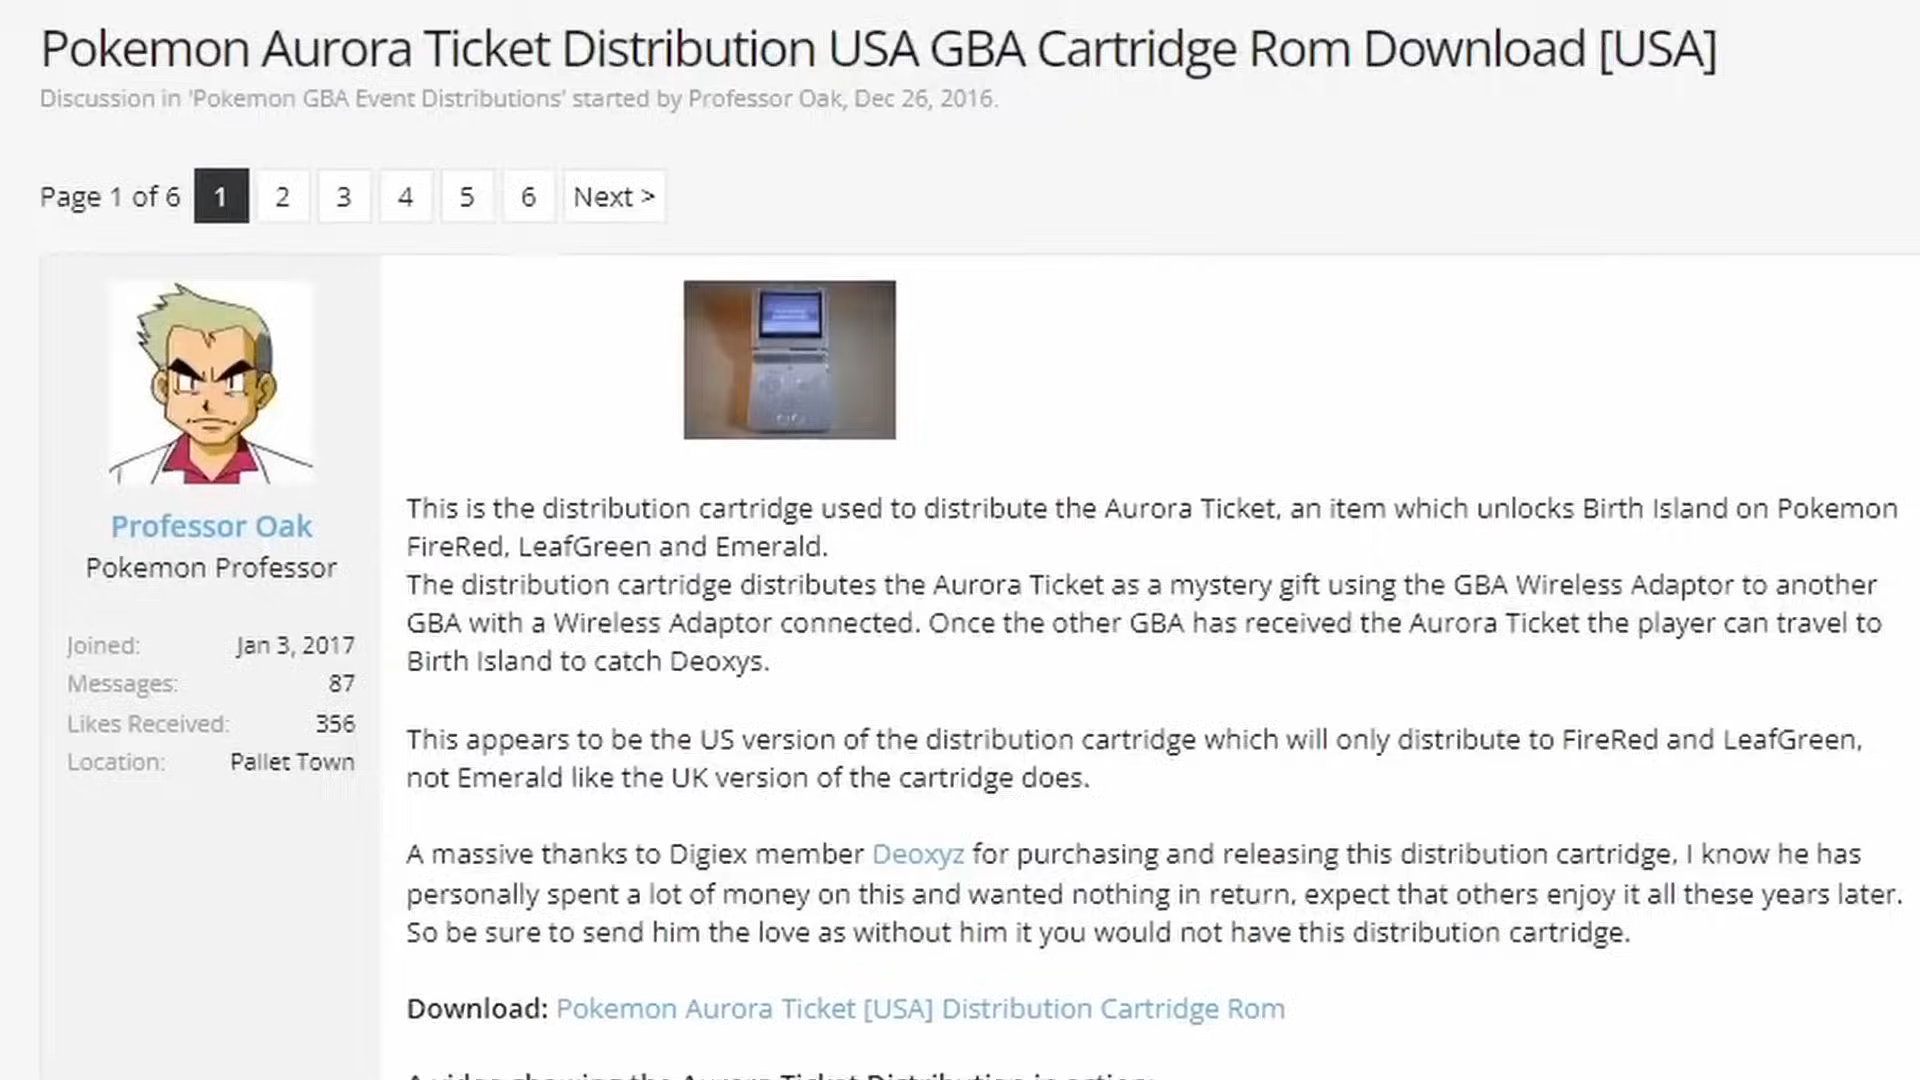 Pokemon Aurora Ticket Distribution USA GBA Cartridge Rom Download [USA]
Discussion in 'Pokemon GBA Event Distributions' started by Professor Oak, Dec 26, 2016.
Page 1 of 6 1 2 3 4 5 6 Next >
Professor Oak
Pokemon Professor
Joined: Jan 3, 2017
Messages: 87
Likes Received: 356
Location: Pallet Town
This is the distribution cartridge used to distribute the Aurora Ticket, an item which unlocks Birth Island on Pokemon
FireRed, LeafGreen and Emerald.
The distribution cartridge distributes the Aurora Ticket as a mystery gift using the GBA Wireless Adaptor to another
GBA with a Wireless Adaptor connected. Once the other GBA has received the Aurora Ticket the player can travel to
Birth Island to catch Deoxys.
This appears to be the US version of the distribution cartridge which will only distribute to FireRed and LeafGreen,
not Emerald like the UK version of the cartridge does.
A massive thanks to Digiex member Deoxyz for purchasing and releasing this distribution cartridge, I know he has
personally spent a lot of money on this and wanted nothing in return, expect that others enjoy it all these years later.
So be sure to send him the love as without him it you would not have this distribution cartridge.
Download: Pokemon Aurora Ticket [USA] Distribution Cartridge Rom
A video showing the Aurora Ticket Distribution in action: